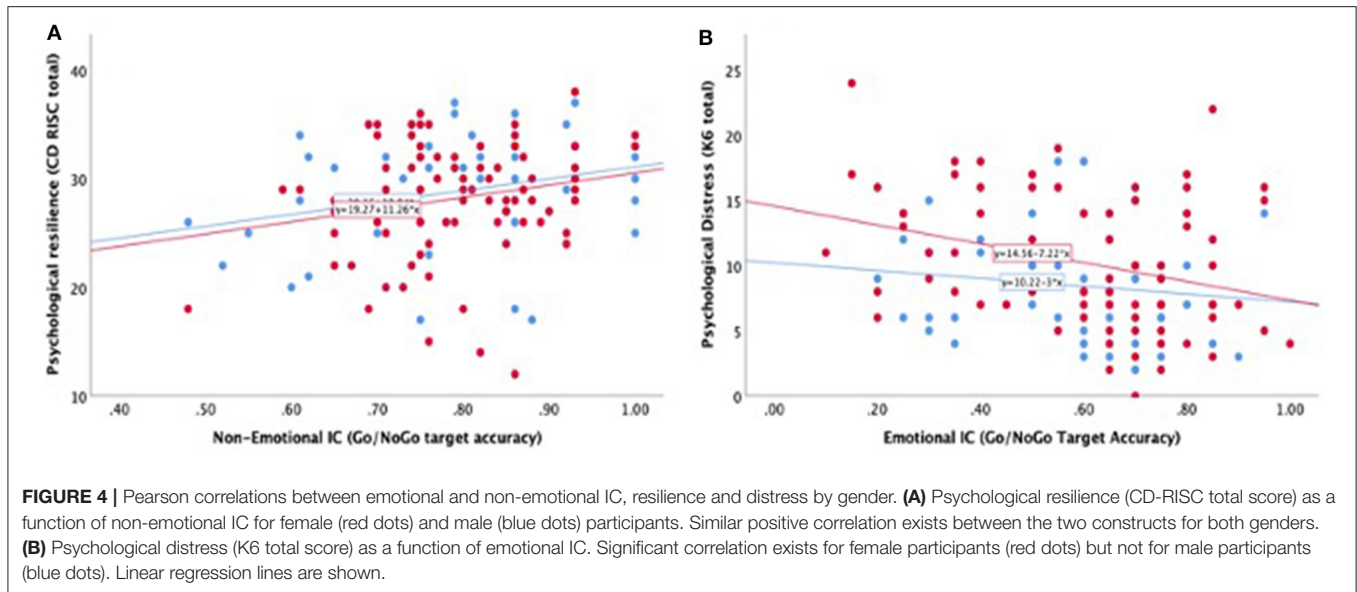 A
B
Psychological resilience (CD RISC total)
40
30
20
10
y=19.27+11.26*x
.40 .50 .60 .70 .80 .90 1.00
Non-Emotional IC (Go/NoGo target accuracy)
Psychological Distress (K6 total)
25
20
15
10
5
0
y=14.56-7.22*x
y=10.22-3*x
.00 .20 .40 .60 .80 1.00
Emotional IC (Go/NoGo Target Accuracy)
FIGURE 4 | Pearson correlations between emotional and non-emotional IC, resilience and distress by gender. (A) Psychological resilience (CD-RISC total score) as a
function of non-emotional IC for female (red dots) and male (blue dots) participants. Similar positive correlation exists between the two constructs for both genders.
(B) Psychological distress (K6 total score) as a function of emotional IC. Significant correlation exists for female participants (red dots) but not for male participants
(blue dots). Linear regression lines are shown.